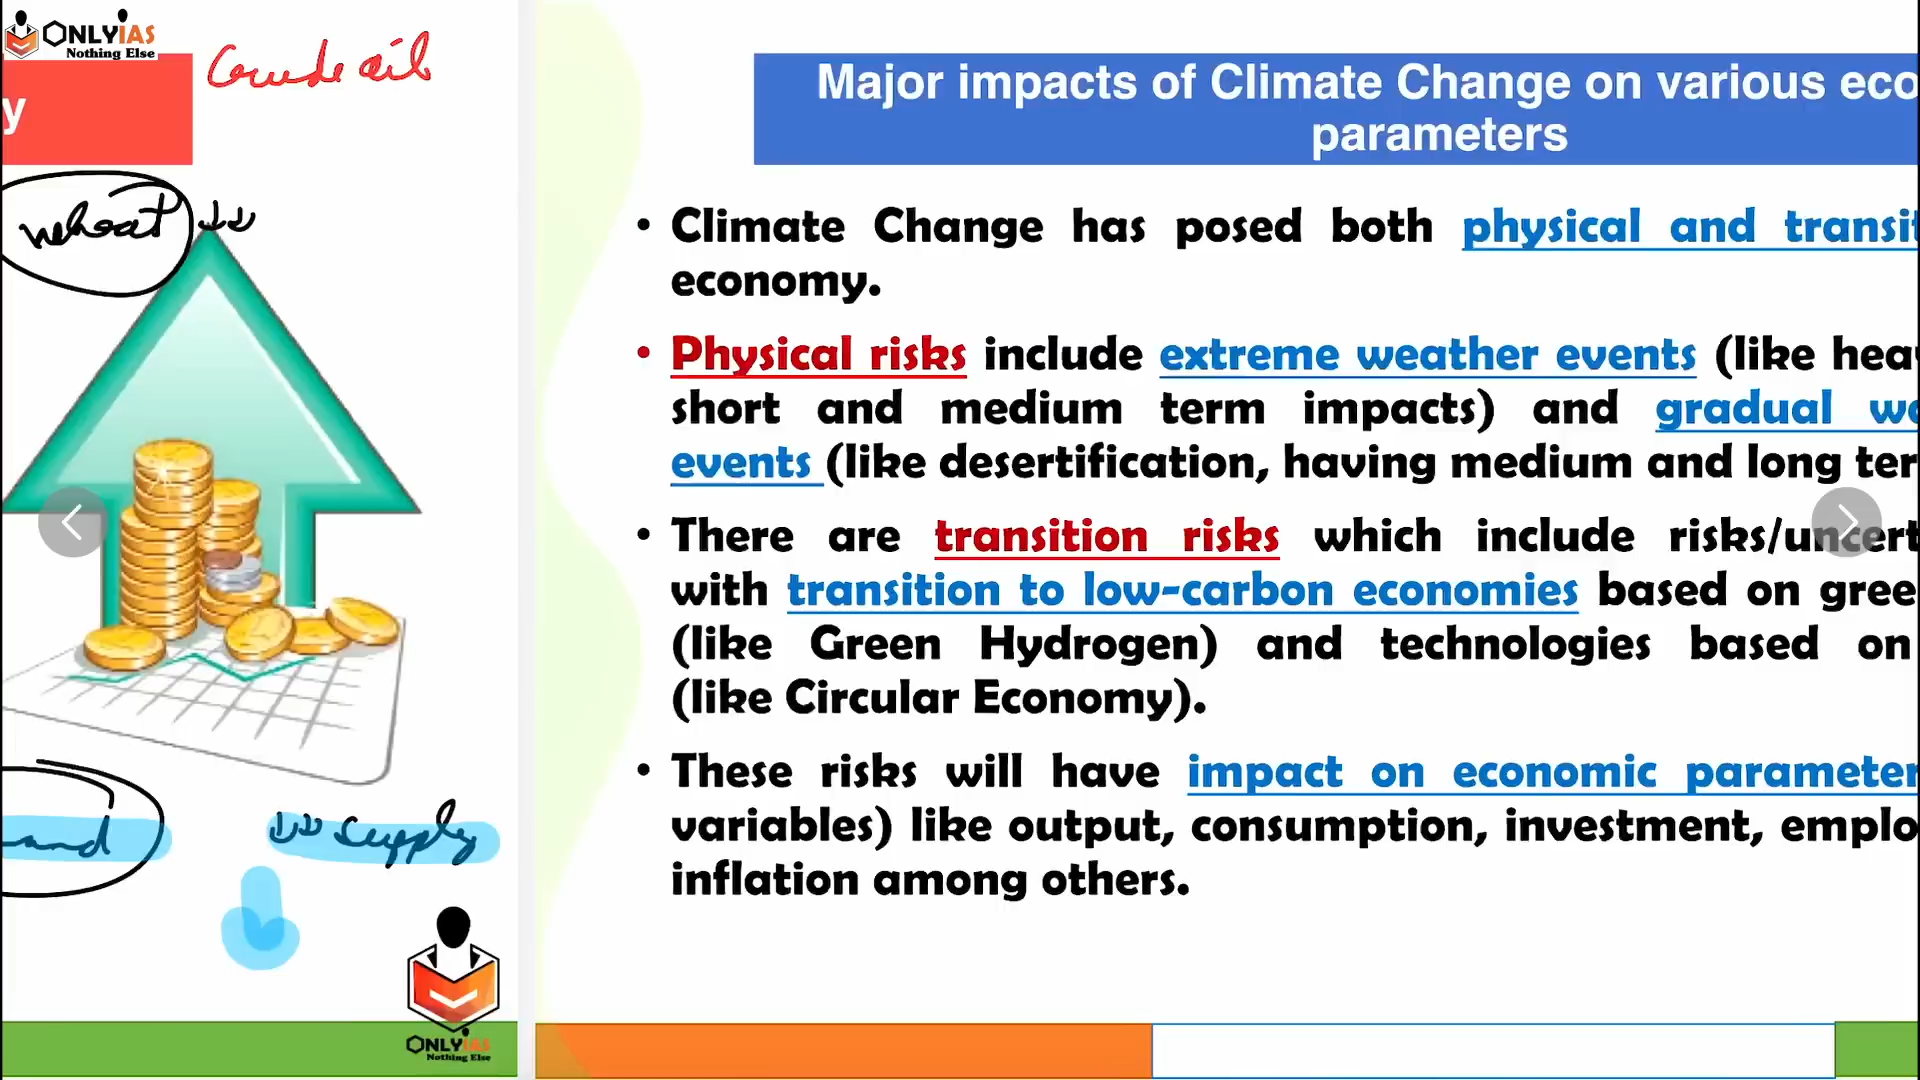 ONLYIAS
Nothing Else
Crude oil
y
wheat ↓↓↓
and
↓↓↓ supply
ONLYIAS
Nothing Else
Major impacts of Climate Change on various eco
parameters
• Climate Change has posed both physical and transit
economy.
• Physical risks include extreme weather events (like hea
short and medium term impacts) and gradual we
events (like desertification, having medium and long ter
• There are transition risks which include risks/uncert
with transition to low-carbon economies based on gree
(like Green Hydrogen) and technologies based on
(like Circular Economy).
• These risks will have impact on economic parameter
variables) like output, consumption, investment, emplo
inflation among others.